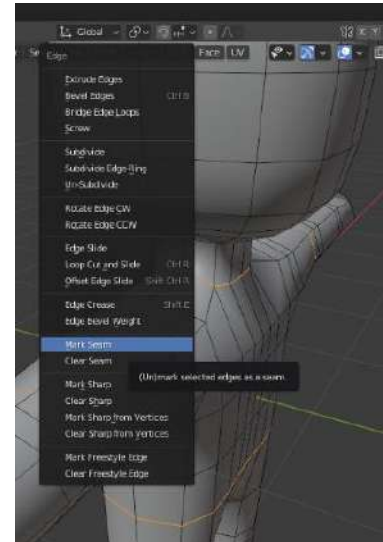 Global
Face UV
Edge
Extrude Edges
Bevel Edges Ctrl B
Bridge Edge Loops
Screw
Subdivide
Subdivide Edge-Ring
Un-Subdivide
Rotate Edge CW
Rotate Edge CCW
Edge Slide
Loop Cut and Slide Ctrl R
Offset Edge Slide Shift Ctrl R
Edge Crease Shift E
Edge Bevel Weight
Mark Seam
Clear Seam
(Un)mark selected edges as a seam.
Mark Sharp
Clear Sharp
Mark Sharp from Vertices
Clear Sharp from Vertices
Mark Freestyle Edge
Clear Freestyle Edge